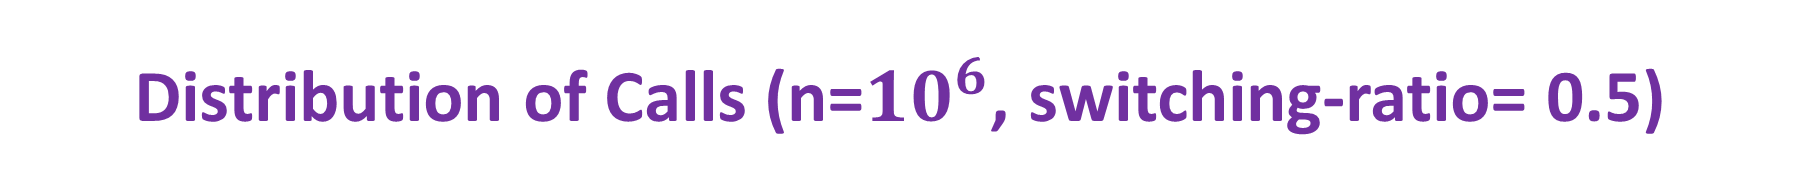 Distribution of Calls (n=10⁶, switching-ratio= 0.5)